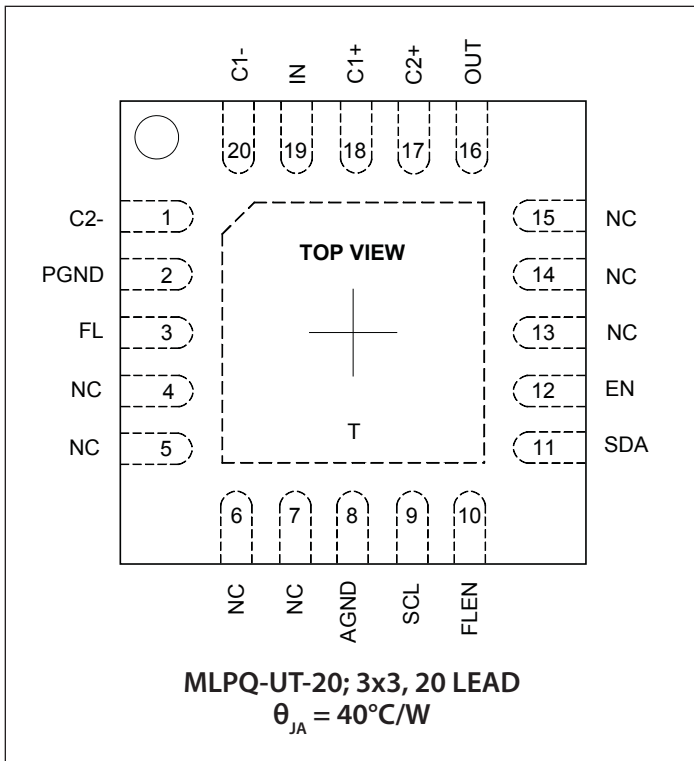 C1-
IN
C1+
C2+
OUT
20
19
18
17
16
C2- 1
PGND 2
FL 3
NC 4
NC 5
TOP VIEW
T
15 NC
14 NC
13 NC
12 EN
11 SDA
6
7
8
9
10
NC
NC
AGND
SCL
FLEN
MLPQ-UT-20; 3x3, 20 LEAD
θJA = 40°C/W